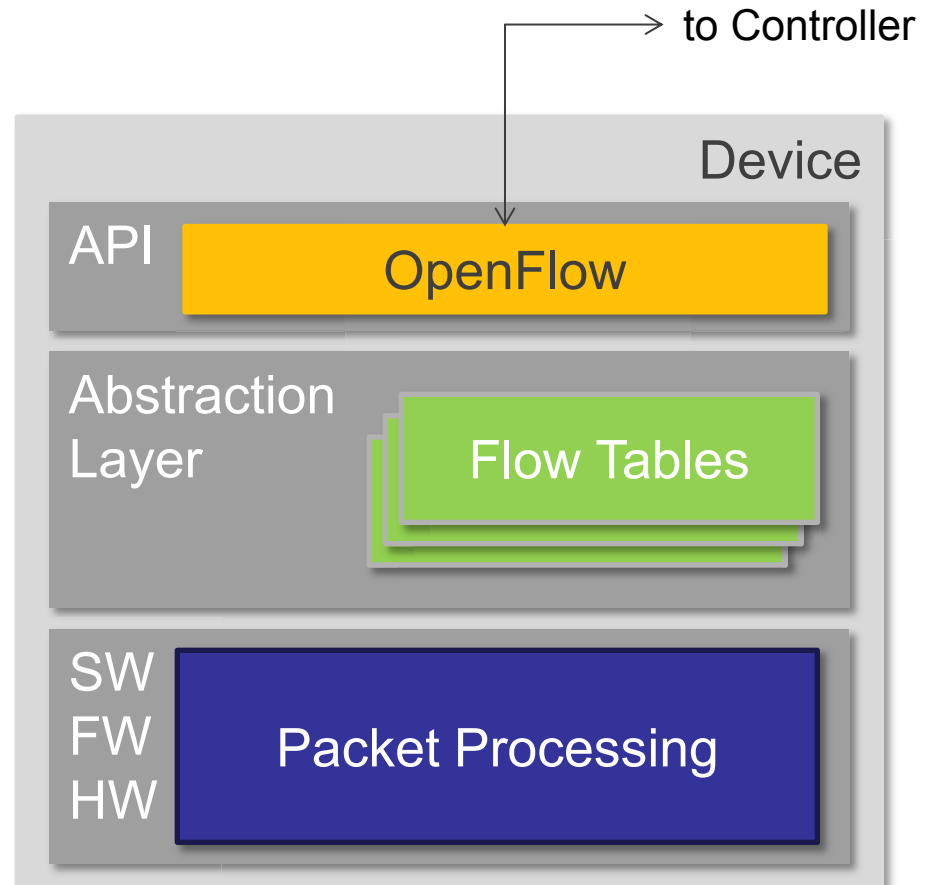 to Controller
Device
API
OpenFlow
Abstraction
Layer
Flow Tables
SW
FW
HW
Packet Processing